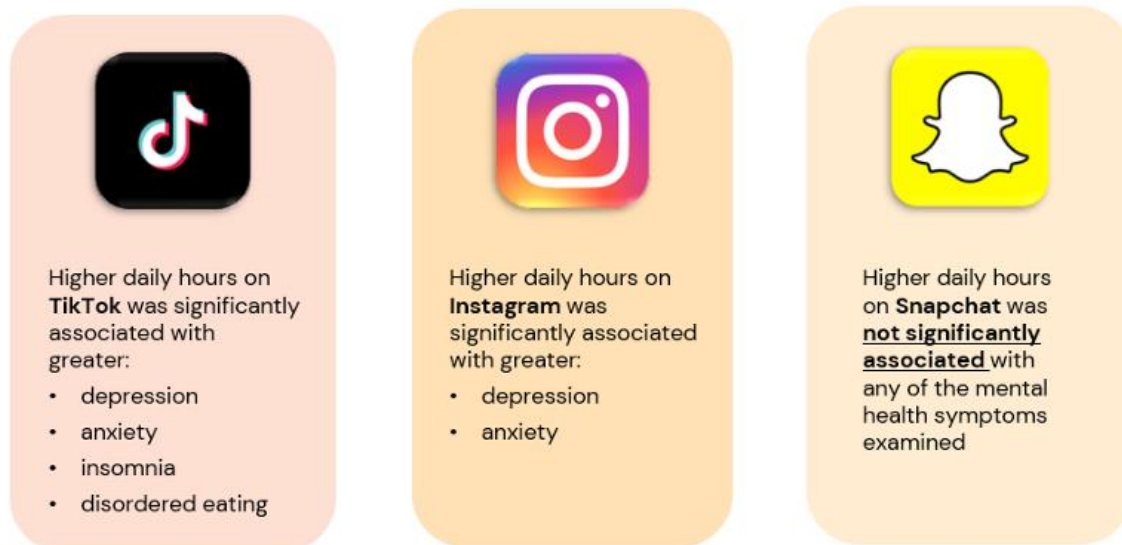 Higher daily hours on
TikTok was significantly
associated with
greater:
• depression
• anxiety
• insomnia
• disordered eating
Higher daily hours on
Instagram was
significantly associated
with greater:
• depression
• anxiety
Higher daily hours
on Snapchat was
not significantly
associated with
any of the mental
health symptoms
examined